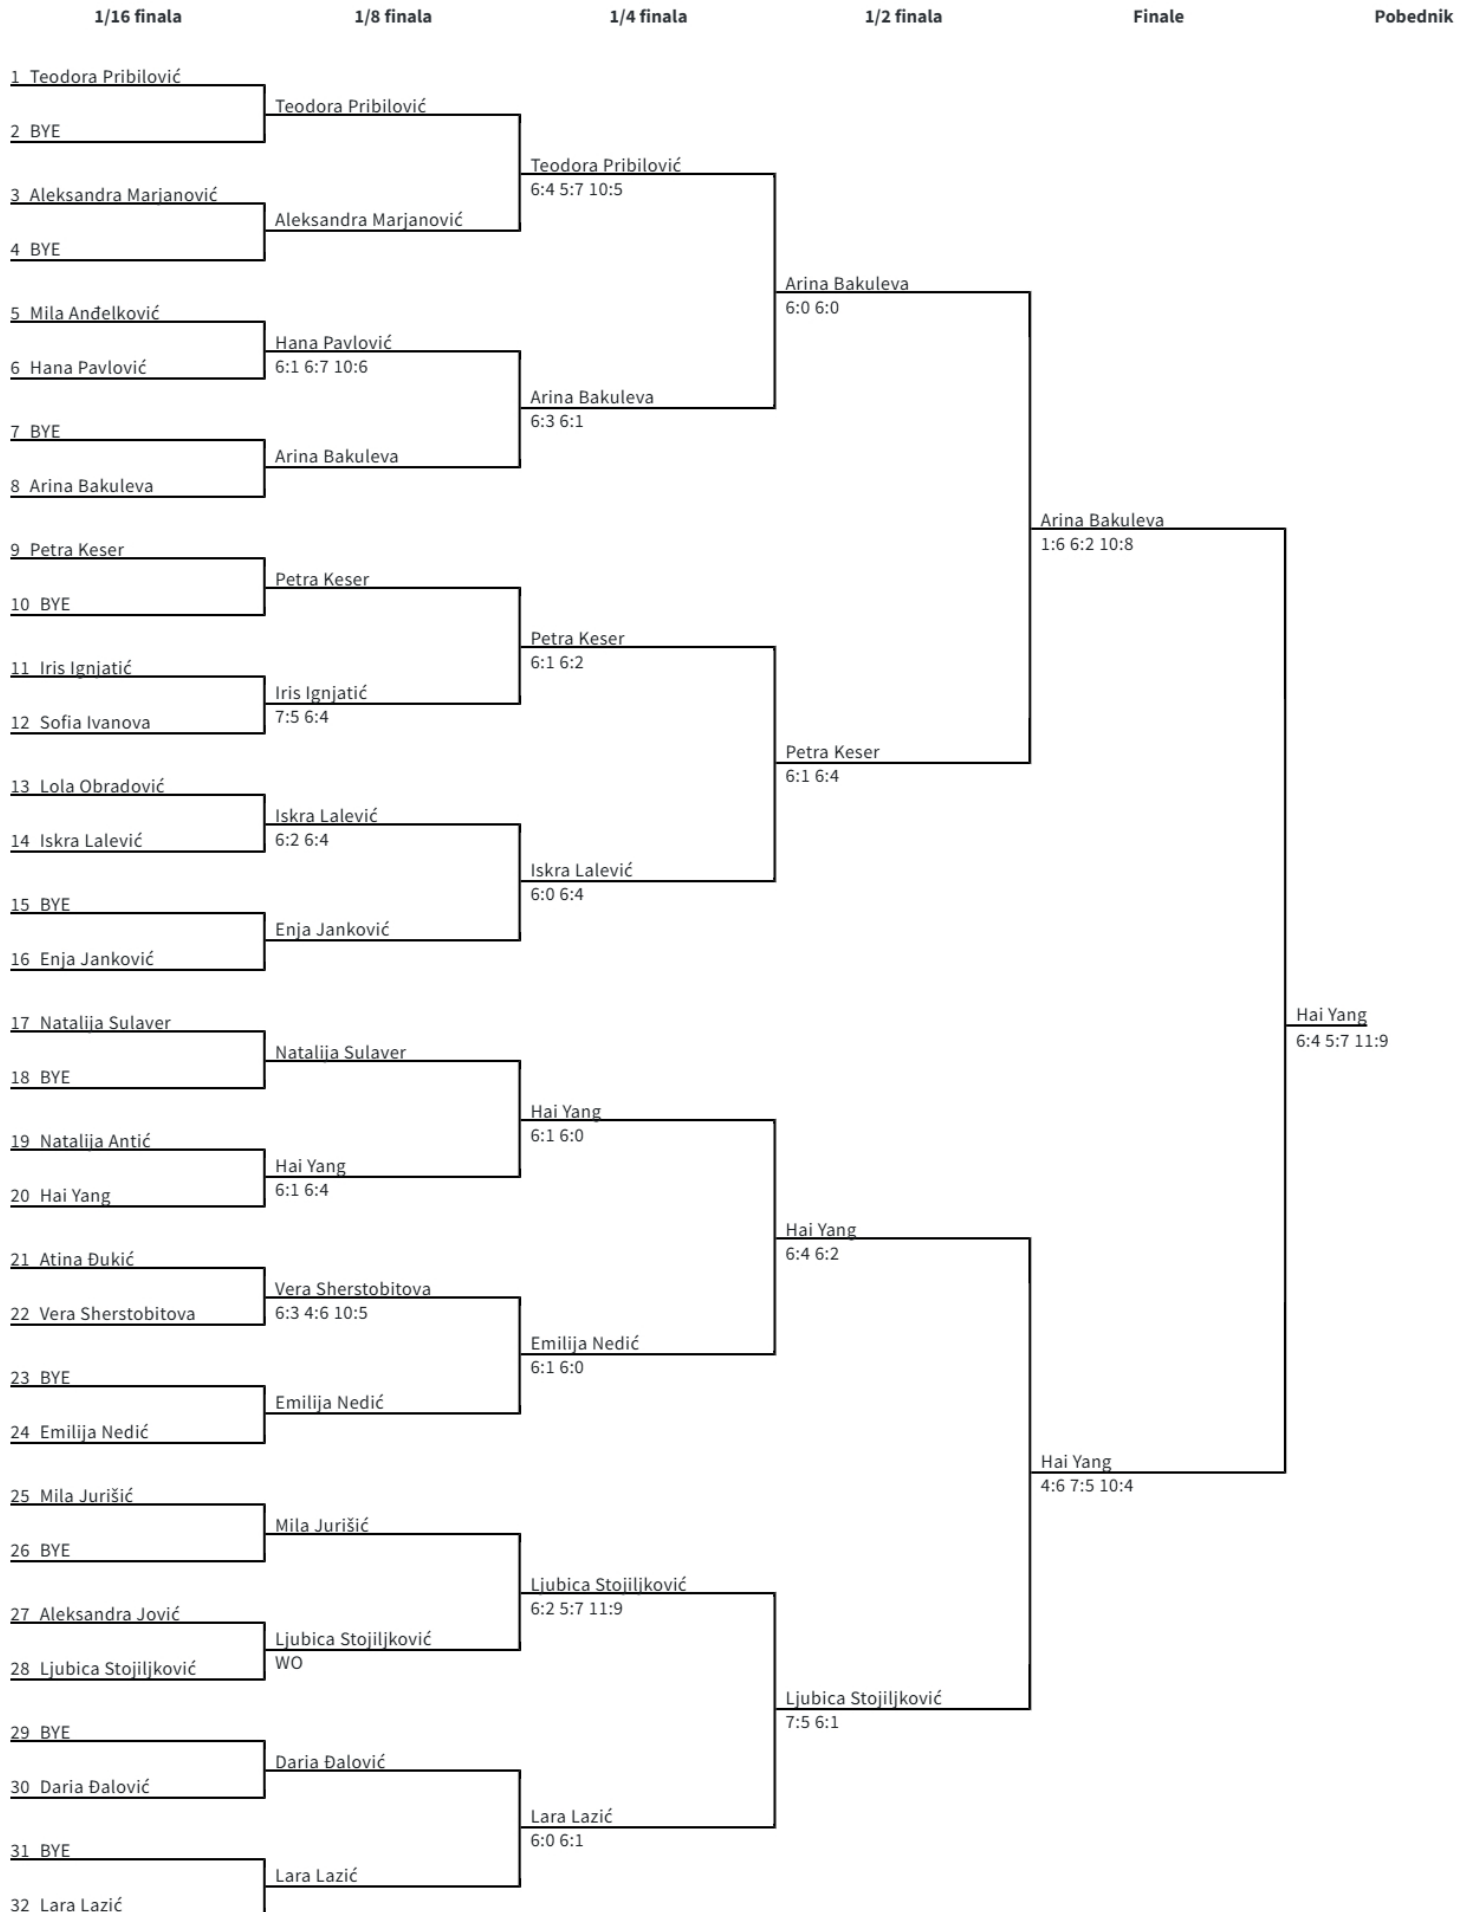 1/16 finala
1/8 finala
1/4 finala
1/2 finala
Finale
Pobednik
1 Teodora Pribilović
2 BYE
3 Aleksandra Marjanović
4 BYE
5 Mila Anđelković
6 Hana Pavlović
7 BYE
8 Arina Bakuleva
9 Petra Keser
10 BYE
11 Iris Ignjatić
12 Sofia Ivanova
13 Lola Obradović
14 Iskra Lalević
15 BYE
16 Enja Janković
17 Natalija Sulaver
18 BYE
19 Natalija Antić
20 Hai Yang
21 Atina Đukić
22 Vera Sherstobitova
23 BYE
24 Emilija Nedić
25 Mila Jurišić
26 BYE
27 Aleksandra Jović
28 Ljubica Stojiljković
29 BYE
30 Daria Đalović
31 BYE
32 Lara Lazić
Teodora Pribilović
Aleksandra Marjanović
Hana Pavlović
6:1 6:7 10:6
Arina Bakuleva
Petra Keser
Iris Ignjatić
7:5 6:4
Iskra Lalević
6:2 6:4
Enja Janković
Natalija Sulaver
Hai Yang
6:1 6:4
Vera Sherstobitova
6:3 4:6 10:5
Emilija Nedić
Mila Jurišić
Ljubica Stojiljković
WO
Daria Đalović
Lara Lazić
Teodora Pribilović
6:4 5:7 10:5
Arina Bakuleva
6:3 6:1
Petra Keser
6:1 6:2
Iskra Lalević
6:0 6:4
Hai Yang
6:1 6:0
Emilija Nedić
6:1 6:0
Ljubica Stojiljković
6:2 5:7 11:9
Lara Lazić
6:0 6:1
Arina Bakuleva
6:0 6:0
Petra Keser
6:1 6:4
Hai Yang
6:4 6:2
Ljubica Stojiljković
7:5 6:1
Arina Bakuleva
1:6 6:2 10:8
Hai Yang
4:6 7:5 10:4
Hai Yang
6:4 5:7 11:9